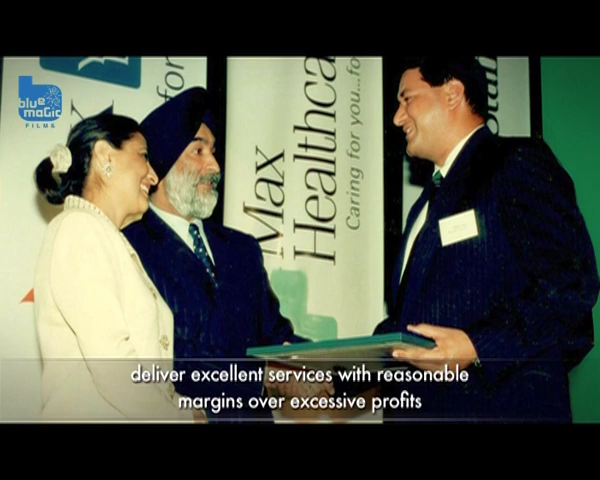 blue
magic
FILMS
for
Max
Healthca
Caring for you...fo
deliver excellent services with reasonable
margins over excessive profits